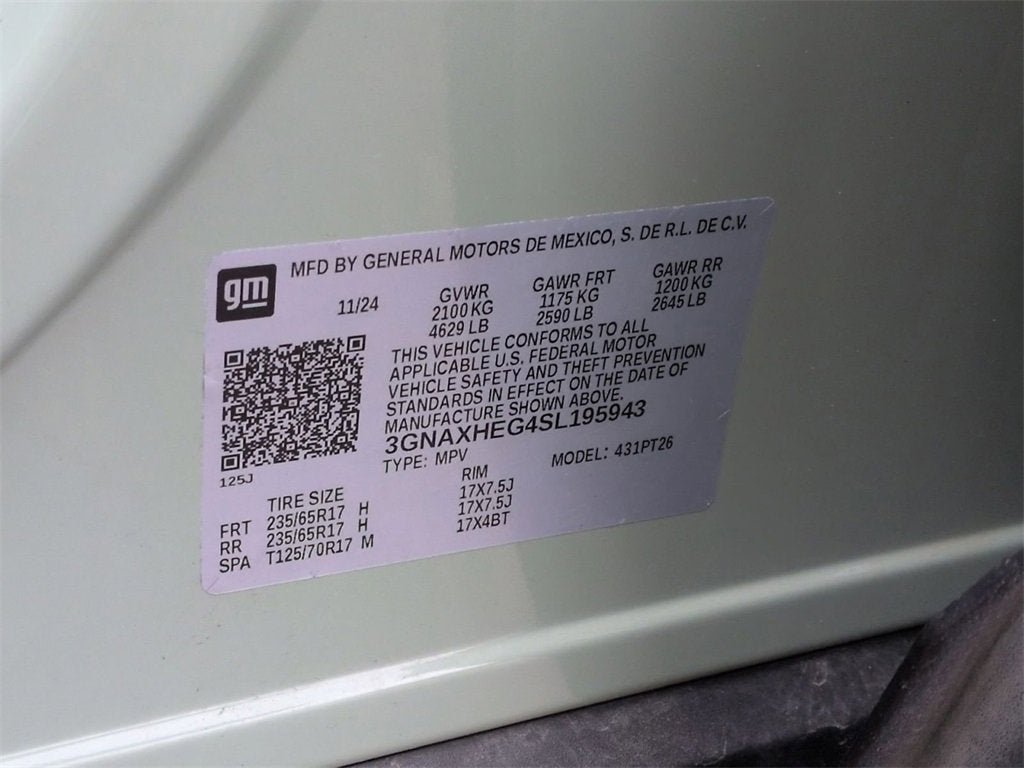 gm
MFD BY GENERAL MOTORS DE MEXICO, S. DE R.L. DE C.V.
11/24 GVWR GAWR FRT GAWR RR
2100 KG 1175 KG 1200 KG
4629 LB 2590 LB 2645 LB
THIS VEHICLE CONFORMS TO ALL
APPLICABLE U.S. FEDERAL MOTOR
VEHICLE SAFETY AND THEFT PREVENTION
STANDARDS IN EFFECT ON THE DATE OF
MANUFACTURE SHOWN ABOVE.
3GNAXHEG4SL195943
TYPE: MPV MODEL: 431PT26
125J
TIRE SIZE RIM
FRT 235/65R17 H 17X7.5J
RR 235/65R17 H 17X7.5J
SPA T125/70R17 M 17X4BT